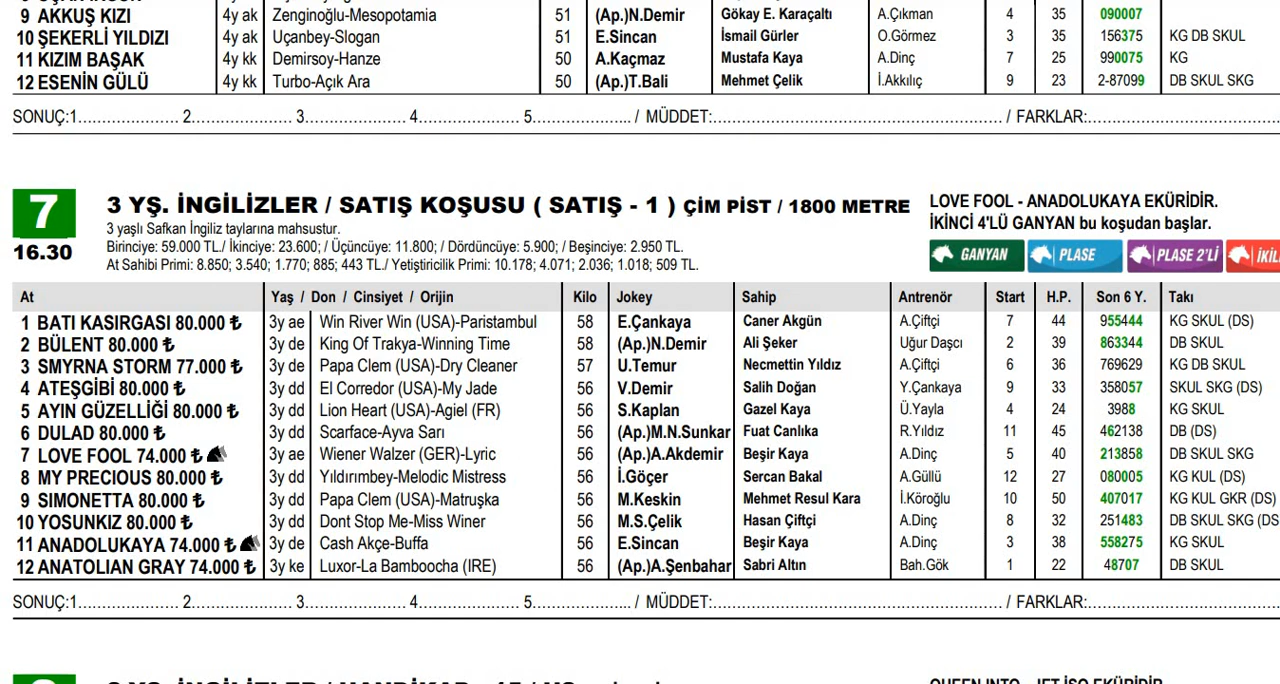 9 AKKUŞ KIZI 4y ak Zenginoğlu-Mesopotamia 51 (Ap.)N.Demir Gökay E. Karaçaltı A.Çıkman 4 35 090007
10 ŞEKERLİ YILDIZI 4y ak Uçanbey-Slogan 51 E.Sincan İsmail Gürler O.Görmez 3 35 156375 KG DB SKUL
11 KIZIM BAŞAK 4y kk Demirsoy-Hanze 50 A.Kaçmaz Mustafa Kaya A.Dinç 7 25 990075 KG
12 ESENİN GÜLÜ 4y kk Turbo-Açık Ara 50 (Ap.)T.Bali Mehmet Çelik İ.Akkılıç 9 23 2-87099 DB SKUL SKG
SONUÇ:1........................ 2........................ 3........................ 4........................ 5........................ / MÜDDET:.................................................................. / FARKLAR:............................................
7 3 YŞ. İNGİLİZLER / SATIŞ KOŞUSU ( SATIŞ - 1 ) ÇİM PİST / 1800 METRE
16.30
3 yaşlı Safkan İngiliz taylarına mahsustur.
Birinciye: 59.000 TL./ İkinciye: 23.600; / Üçüncüye: 11.800; / Dördüncüye: 5.900; / Beşinciye: 2.950 TL.
At Sahibi Primi: 8.850; 3.540; 1.770; 885; 443 TL./ Yetiştiricilik Primi: 10.178; 4.071; 2.036; 1.018; 509 TL.
LOVE FOOL - ANADOLUKAYA EKÜRİDİR.
İKİNCİ 4'LÜ GANYAN bu koşudan başlar.
GANYAN PLASE PLASE 2'Lİ
At Yaş / Don / Cinsiyet / Orijin Kilo Jokey Sahip Antrenör Start H.P. Son 6 Y. Takı
1 BATI KASIRGASI 80.000 ₺ 3y ae Win River Win (USA)-Paristambul 58 E.Çankaya Caner Akgün A.Çiftçi 7 44 955444 KG SKUL (DS)
2 BÜLENT 80.000 ₺ 3y de King Of Trakya-Winning Time 58 (Ap.)N.Demir Ali Şeker Uğur Daşcı 2 39 863344 DB SKUL
3 SMYRNA STORM 77.000 ₺ 3y de Papa Clem (USA)-Dry Cleaner 57 U.Temur Necmettin Yıldız A.Çiftçi 6 36 769629 KG DB SKUL
4 ATEŞGİBİ 80.000 ₺ 3y dd El Corredor (USA)-My Jade 56 V.Demir Salih Doğan Y.Çankaya 9 33 358057 SKUL SKG (DS)
5 AYIN GÜZELLİĞİ 80.000 ₺ 3y dd Lion Heart (USA)-Agiel (FR) 56 S.Kaplan Gazel Kaya Ü.Yayla 4 24 3988 KG SKUL
6 DULAD 80.000 ₺ 3y dd Scarface-Ayva Sarı 56 (Ap.)M.N.Sunkar Fuat Canlıka R.Yıldız 11 45 462138 DB (DS)
7 LOVE FOOL 74.000 ₺ 3y ae Wiener Walzer (GER)-Lyric 56 (Ap.)A.Akdemir Beşir Kaya A.Dinç 5 40 213858 DB SKUL SKG
8 MY PRECIOUS 80.000 ₺ 3y dd Yıldırımbey-Melodic Mistress 56 İ.Göçer Sercan Bakal A.Güllü 12 27 080005 KG KUL (DS)
9 SIMONETTA 80.000 ₺ 3y dd Papa Clem (USA)-Matruşka 56 M.Keskin Mehmet Resul Kara İ.Köroğlu 10 50 407017 KG KUL GKR (DS)
10 YOSUNKIZ 80.000 ₺ 3y dd Dont Stop Me-Miss Winer 56 M.S.Çelik Hasan Çiftçi A.Dinç 8 32 251483 DB SKUL SKG (DS
11 ANADOLUKAYA 74.000 ₺ 3y de Cash Akçe-Buffa 56 E.Sincan Beşir Kaya A.Dinç 3 38 558275 KG SKUL
12 ANATOLIAN GRAY 74.000 ₺ 3y ke Luxor-La Bamboocha (IRE) 56 (Ap.)A.Şenbahar Sabri Altın Bah.Gök 1 22 48707 DB SKUL
SONUÇ:1........................ 2........................ 3........................ 4........................ 5........................ / MÜDDET:.................................................................. / FARKLAR:............................................